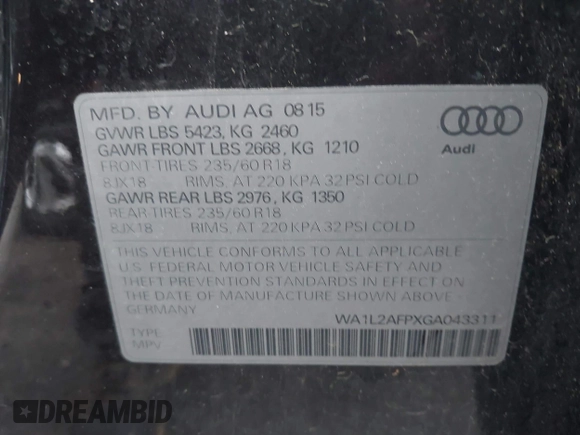 MFD. BY AUDI AG 08 15
GVWR LBS 5423, KG 2460
GAWR FRONT LBS 2668, KG 1210
FRONT TIRES 235/60 R18
8JX18 RIMS, AT 220 KPA 32 PSI COLD
GAWR REAR LBS 2976, KG 1350
REAR TIRES 235/60 R18
8JX18 RIMS, AT 220 KPA 32 PSI COLD
Audi
THIS VEHICLE CONFORMS TO ALL APPLICABLE
U.S. FEDERAL MOTOR VEHICLE SAFETY AND
THEFT PREVENTION STANDARDS IN EFFECT ON
THE DATE OF MANUFACTURE SHOWN ABOVE.
GERMANY
WA1L2AFPXGA043311
TYPE:
MPV
DREAMBID